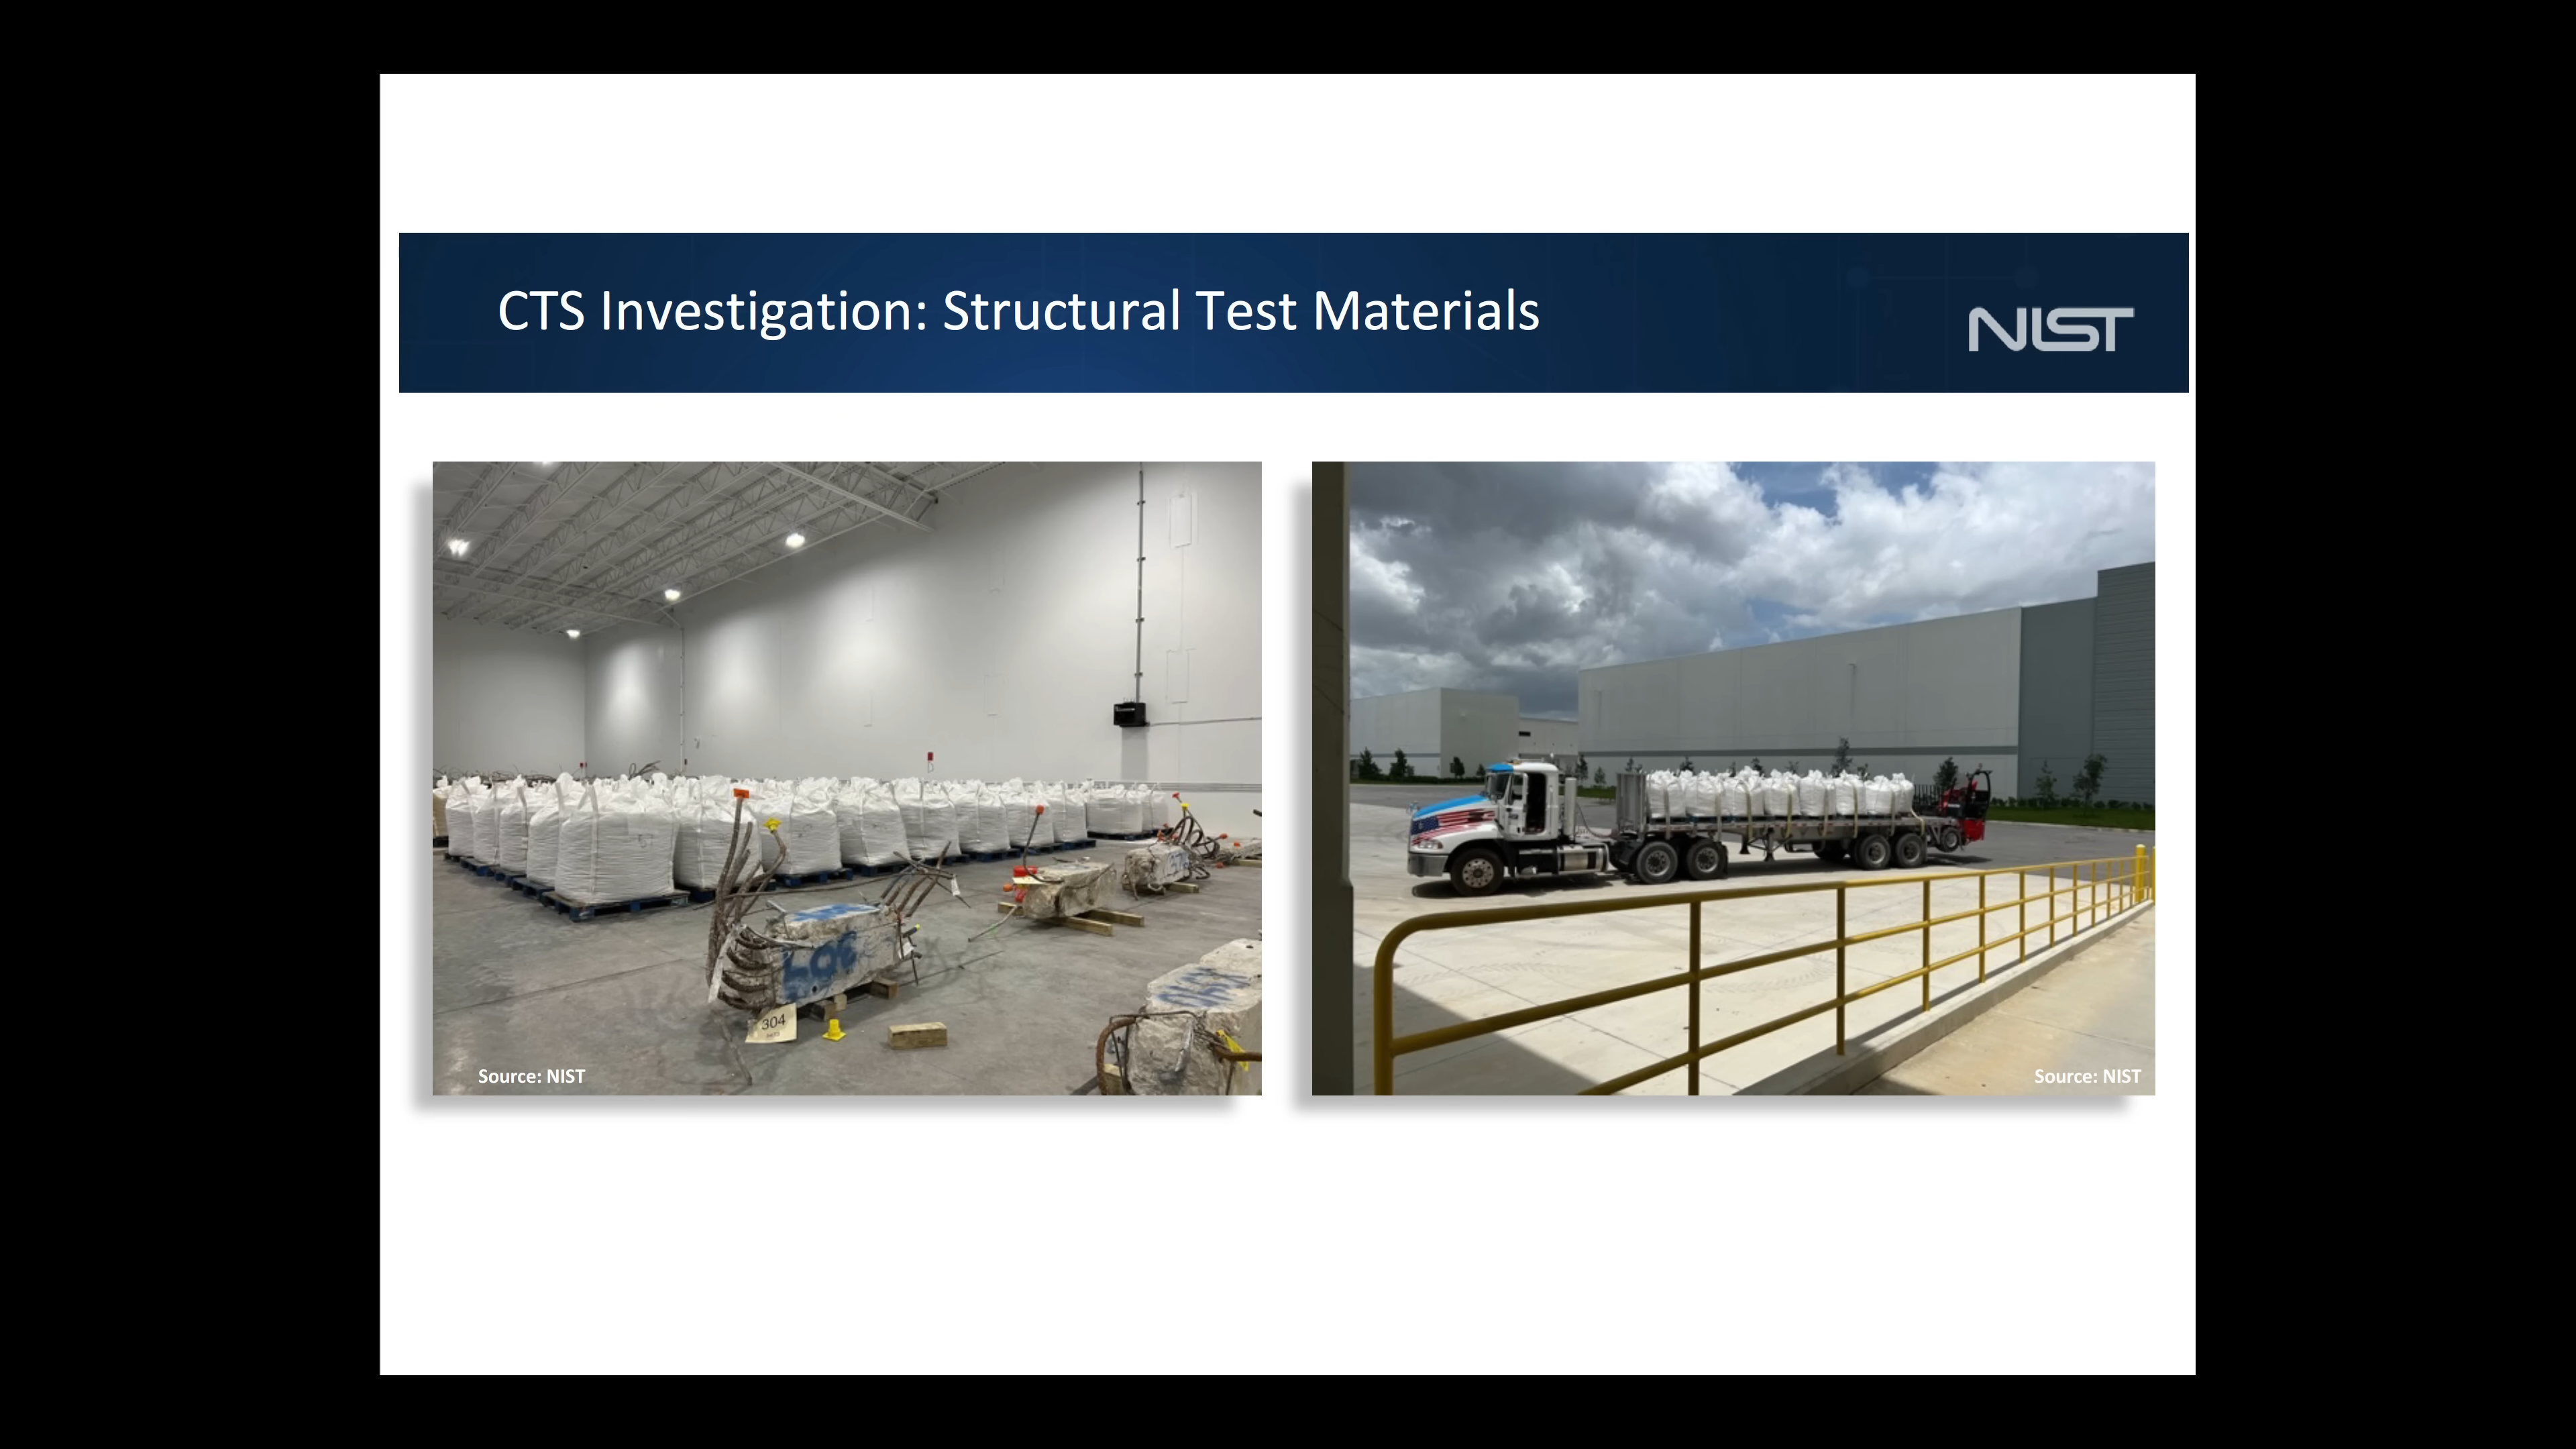 CTS Investigation: Structural Test Materials
NIST
304
Source: NIST
Source: NIST